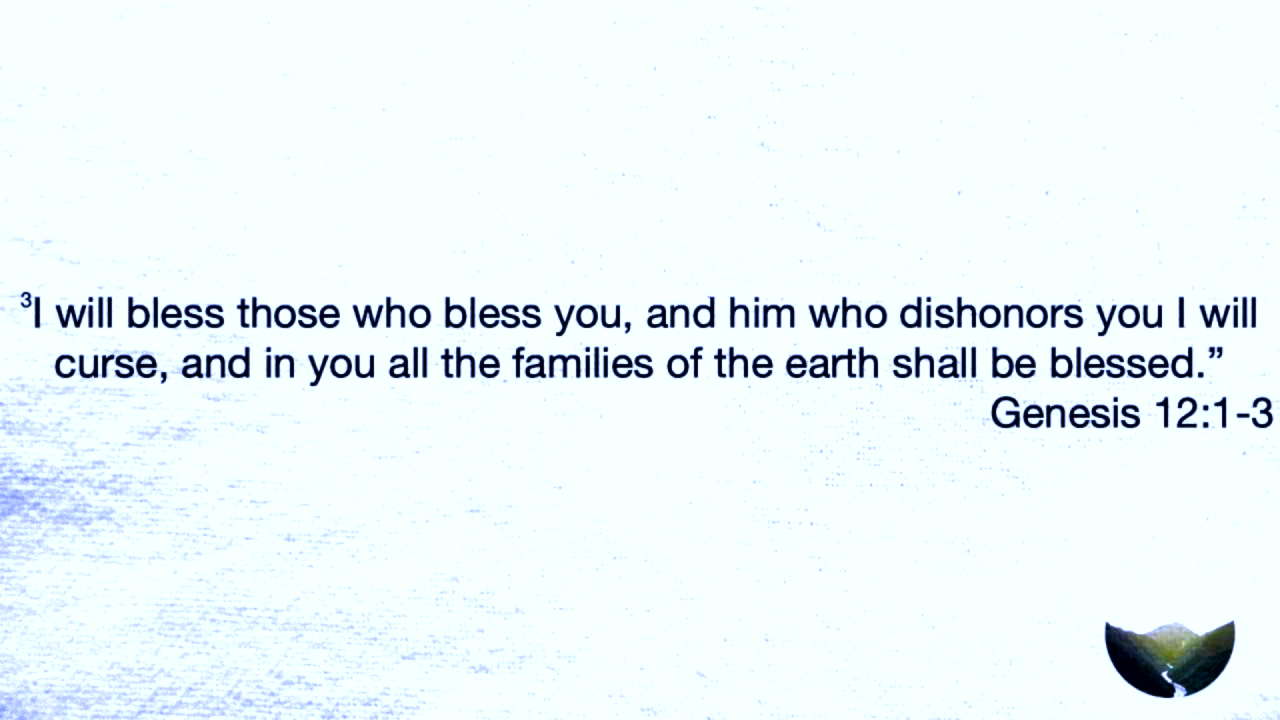 ³I will bless those who bless you, and him who dishonors you I will
curse, and in you all the families of the earth shall be blessed.”
Genesis 12:1-3